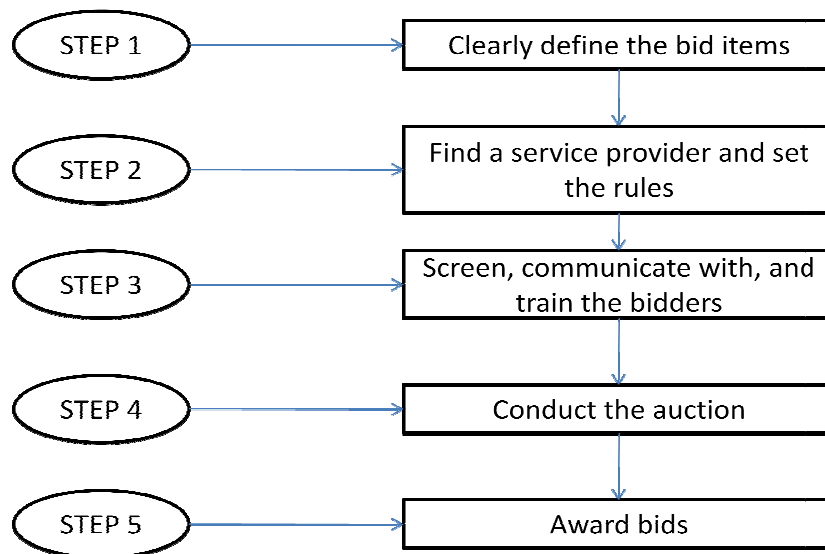 STEP 1
Clearly define the bid items
STEP 2
Find a service provider and set
the rules
STEP 3
Screen, communicate with, and
train the bidders
STEP 4
Conduct the auction
STEP 5
Award bids